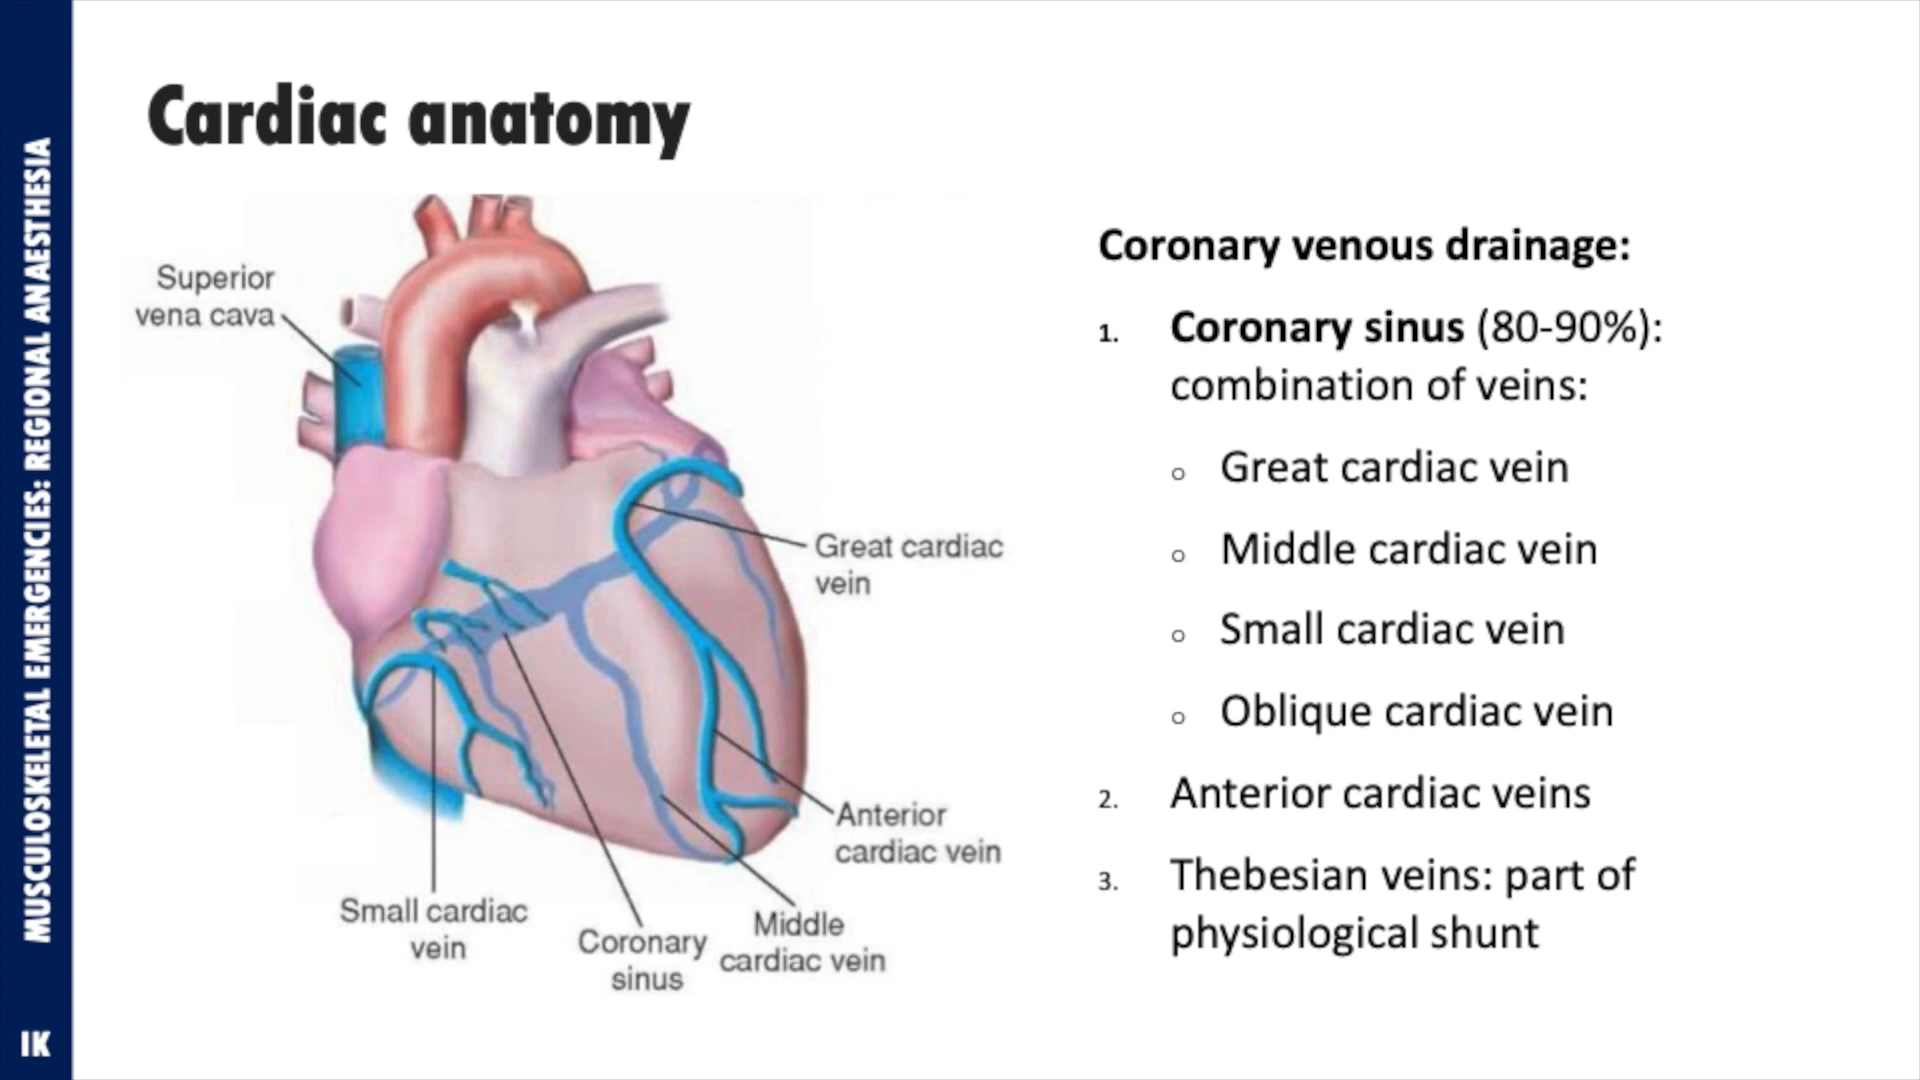 MUSCULOSKELETAL EMERGENCIES: REGIONAL ANAESTHESIA
IK
Cardiac anatomy
Superior
vena cava
Great cardiac
vein
Anterior
cardiac vein
Small cardiac
vein
Coronary
sinus
Middle
cardiac vein
Coronary venous drainage:
1. Coronary sinus (80-90%):
combination of veins:
o Great cardiac vein
o Middle cardiac vein
o Small cardiac vein
o Oblique cardiac vein
2. Anterior cardiac veins
3. Thebesian veins: part of
physiological shunt